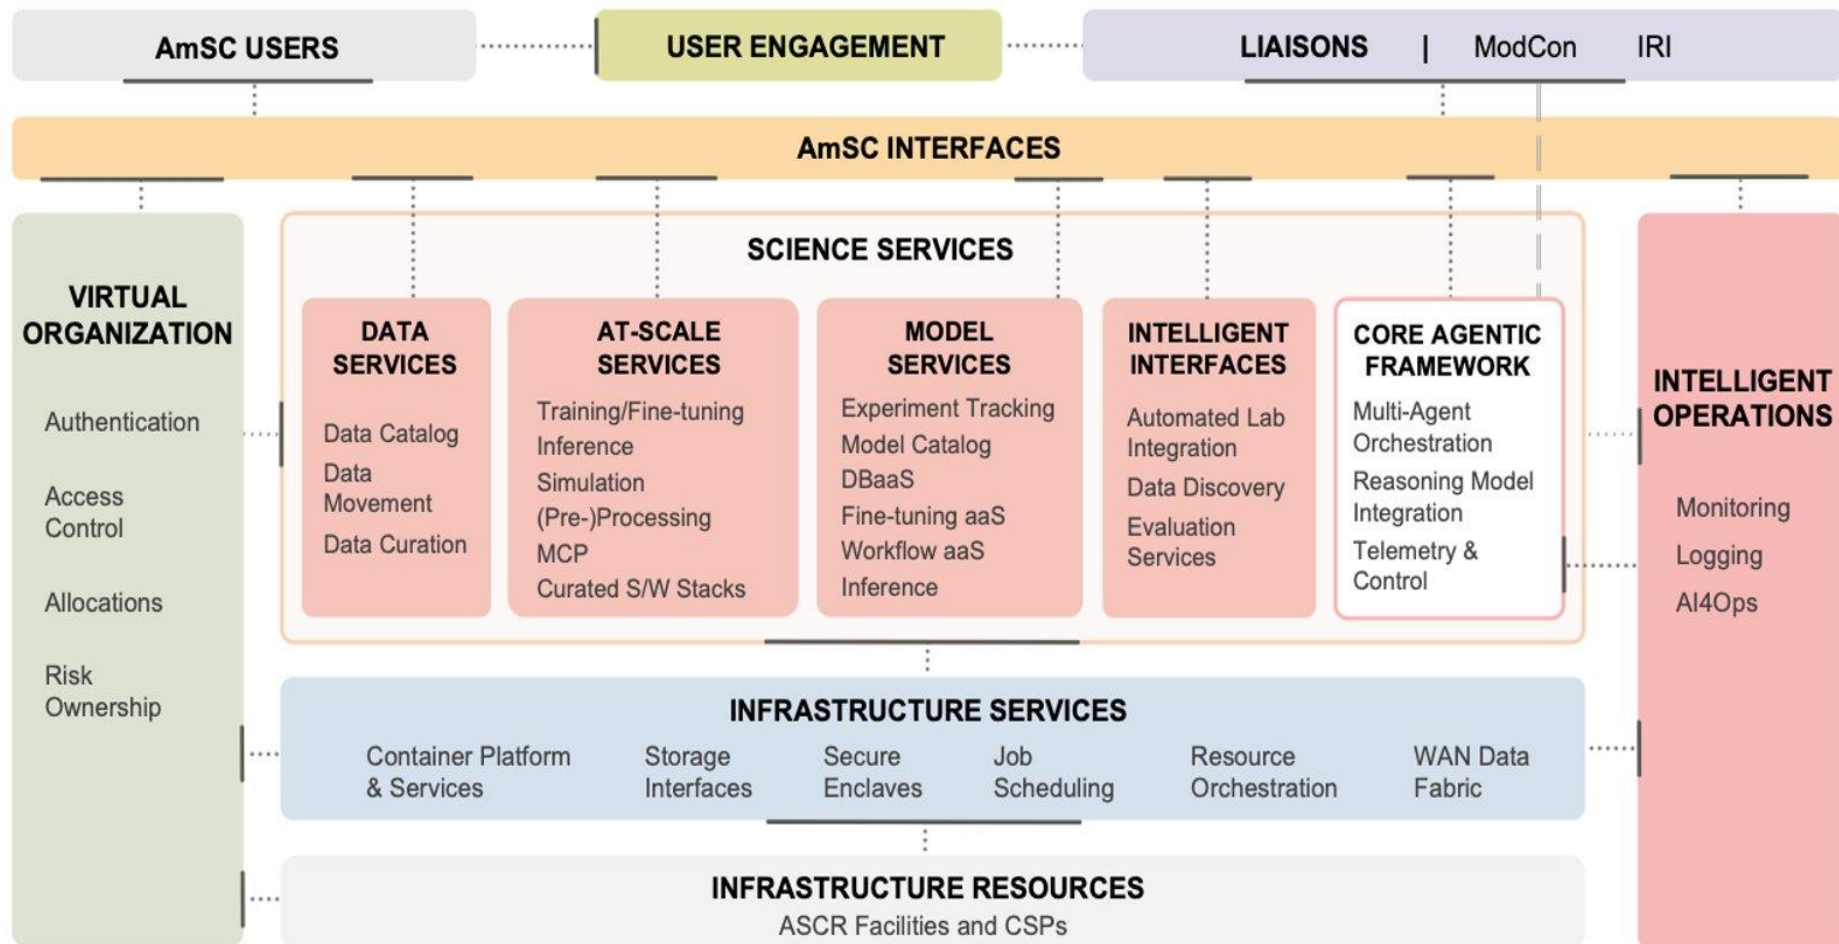 AmSC USERS
USER ENGAGEMENT
LIAISONS | ModCon IRI
AmSC INTERFACES
VIRTUAL
ORGANIZATION
Authentication
Access
Control
Allocations
Risk
Ownership
SCIENCE SERVICES
DATA
SERVICES
Data Catalog
Data
Movement
Data Curation
AT-SCALE
SERVICES
Training/Fine-tuning
Inference
Simulation
(Pre-)Processing
MCP
Curated S/W Stacks
MODEL
SERVICES
Experiment Tracking
Model Catalog
DBaaS
Fine-tuning aaS
Workflow aaS
Inference
INTELLIGENT
INTERFACES
Automated Lab
Integration
Data Discovery
Evaluation
Services
CORE AGENTIC
FRAMEWORK
Multi-Agent
Orchestration
Reasoning Model
Integration
Telemetry &
Control
INTELLIGENT
OPERATIONS
Monitoring
Logging
AI4Ops
INFRASTRUCTURE SERVICES
Container Platform
& Services
Storage
Interfaces
Secure
Enclaves
Job
Scheduling
Resource
Orchestration
WAN Data
Fabric
INFRASTRUCTURE RESOURCES
ASCR Facilities and CSPs